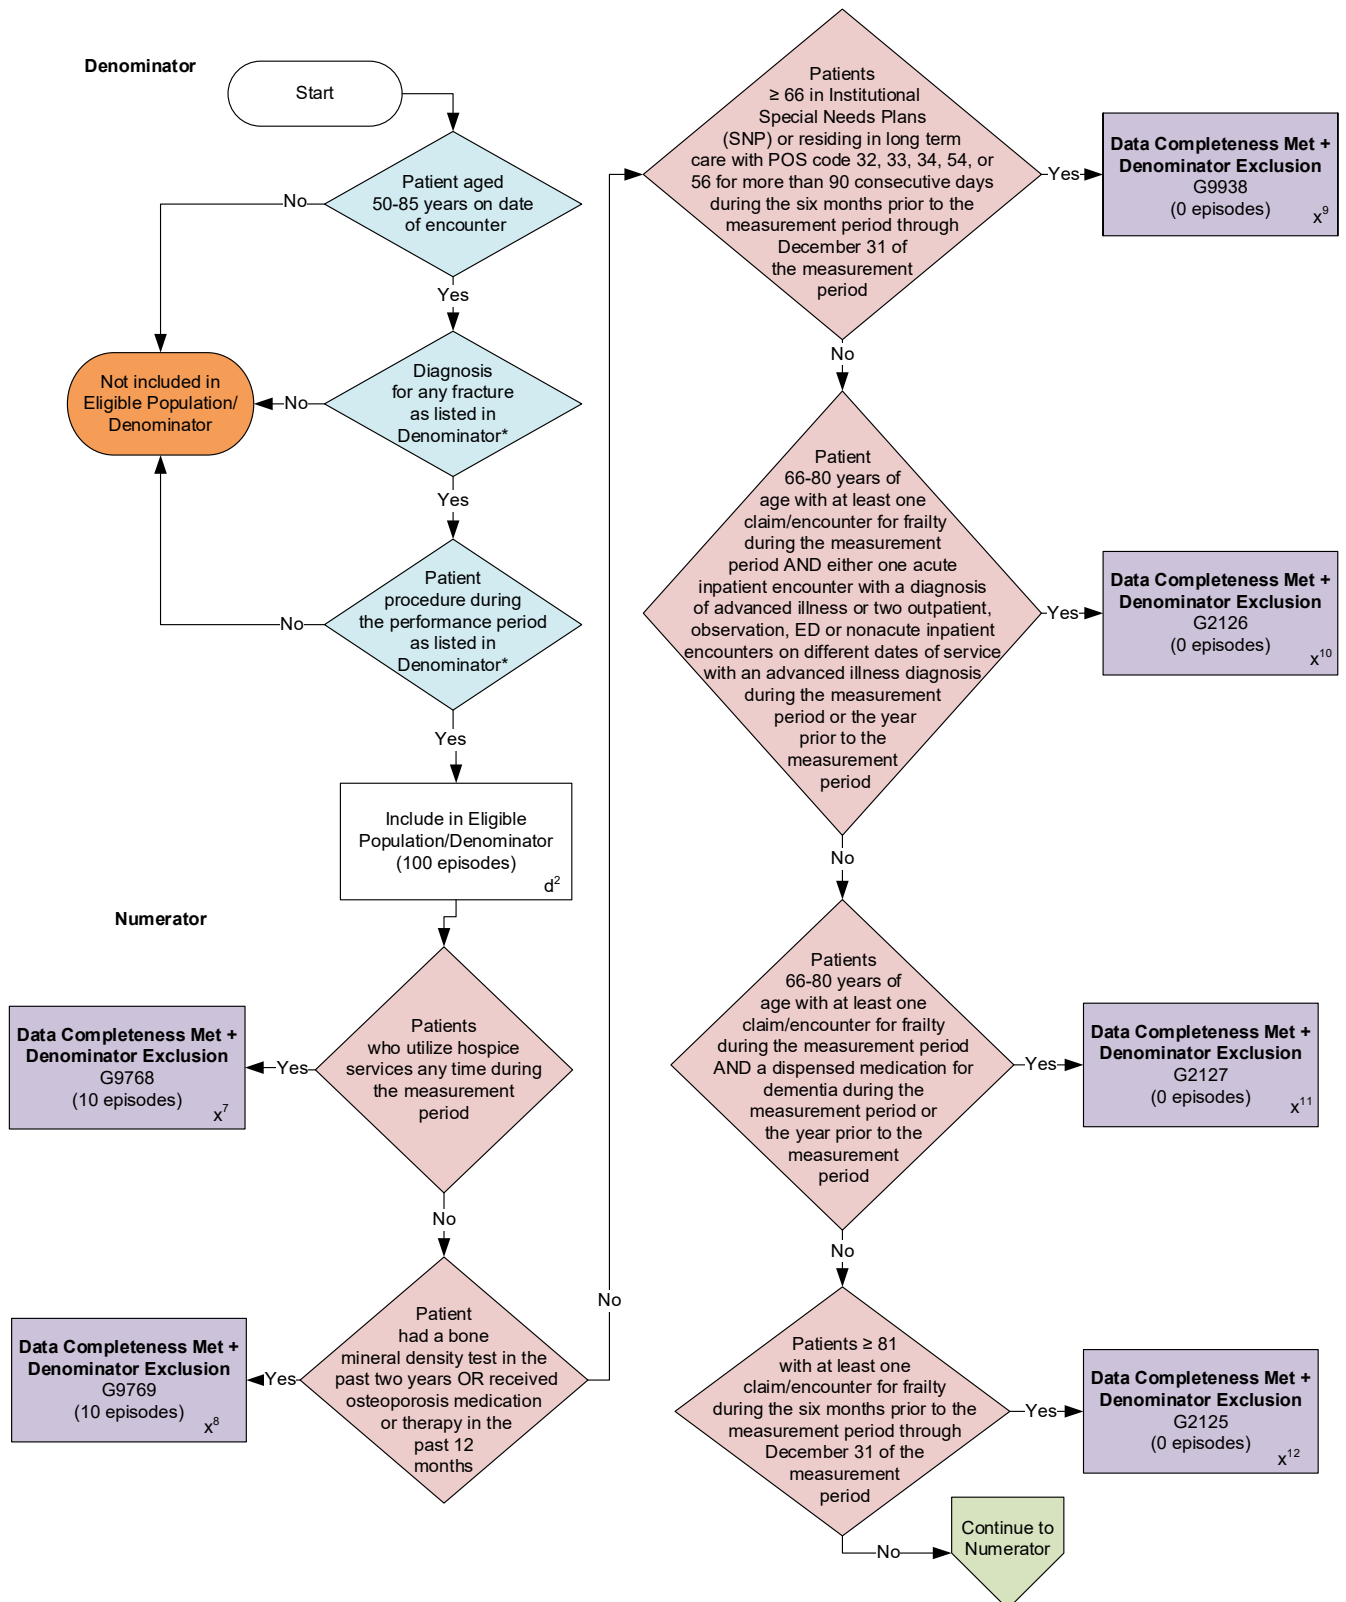 Denominator
Start
Patient aged
50-85 years on date
of encounter
No
Yes
Diagnosis
for any fracture
as listed in
Denominator*
No
Not included in
Eligible Population/
Denominator
Yes
Patient
procedure during
the performance period
as listed in
Denominator*
No
Yes
Include in Eligible
Population/Denominator
(100 episodes)
d²
Numerator
Patients
who utilize hospice
services any time during
the measurement
period
Yes
Data Completeness Met +
Denominator Exclusion
G9768
(10 episodes)
x⁷
No
Patient
had a bone
mineral density test in the
past two years OR received
osteoporosis medication
or therapy in the
past 12
months
Yes
Data Completeness Met +
Denominator Exclusion
G9769
(10 episodes)
x⁸
No
Patients
≥ 66 in Institutional
Special Needs Plans
(SNP) or residing in long term
care with POS code 32, 33, 34, 54, or
56 for more than 90 consecutive days
during the six months prior to the
measurement period through
December 31 of
the measurement
period
Yes
Data Completeness Met +
Denominator Exclusion
G9938
(0 episodes)
x⁹
No
Patient
66-80 years of
age with at least one
claim/encounter for frailty
during the measurement
period AND either one acute
inpatient encounter with a diagnosis
of advanced illness or two outpatient,
observation, ED or nonacute inpatient
encounters on different dates of service
with an advanced illness diagnosis
during the measurement
period or the year
prior to the
measurement
period
Yes
Data Completeness Met +
Denominator Exclusion
G2126
(0 episodes)
x¹⁰
No
Patients
66-80 years of
age with at least one
claim/encounter for frailty
during the measurement period
AND a dispensed medication for
dementia during the
measurement period or
the year prior to the
measurement
period
Yes
Data Completeness Met +
Denominator Exclusion
G2127
(0 episodes)
x¹¹
No
Patients ≥ 81
with at least one
claim/encounter for frailty
during the six months prior to the
measurement period through
December 31 of the
measurement
period
Yes
Data Completeness Met +
Denominator Exclusion
G2125
(0 episodes)
x¹²
No
Continue to
Numerator